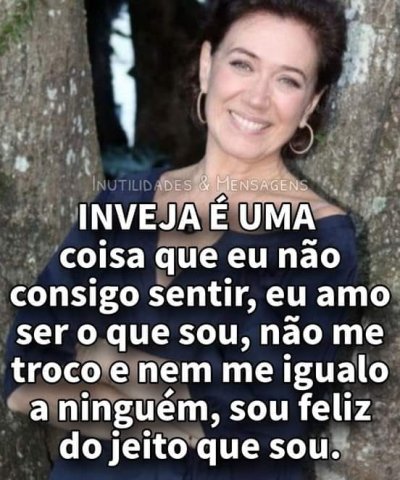 INUTILIDADES & MENSAGENS
INVEJA É UMA
coisa que eu não
consigo sentir, eu amo
ser o que sou, não me
troco e nem me igualo
a ninguém, sou feliz
do jeito que sou.